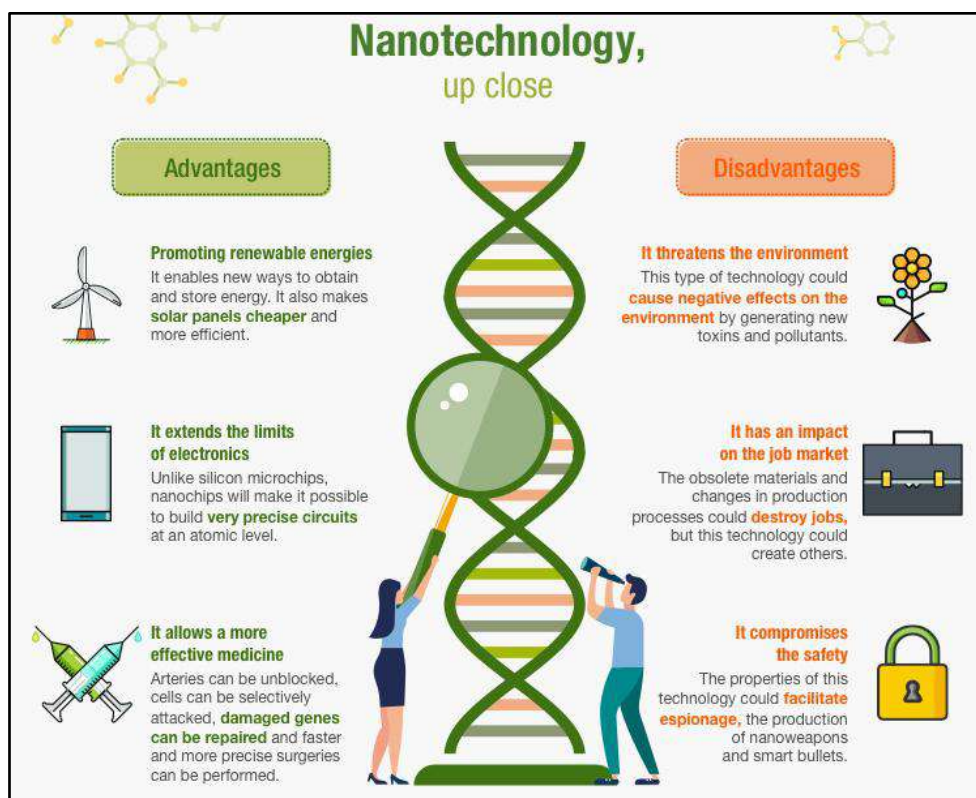 Nanotechnology,
up close
Advantages
Promoting renewable energies
It enables new ways to obtain
and store energy. It also makes
solar panels cheaper and
more efficient.
It extends the limits
of electronics
Unlike silicon microchips,
nanochips will make it possible
to build very precise circuits
at an atomic level.
It allows a more
effective medicine
Arteries can be unblocked,
cells can be selectively
attacked, damaged genes
can be repaired and faster
and more precise surgeries
can be performed.
Disadvantages
It threatens the environment
This type of technology could
cause negative effects on the
environment by generating new
toxins and pollutants.
It has an impact
on the job market
The obsolete materials and
changes in production
processes could destroy jobs,
but this technology could
create others.
It compromises
the safety
The properties of this
technology could facilitate
espionage, the production
of nanoweapons
and smart bullets.